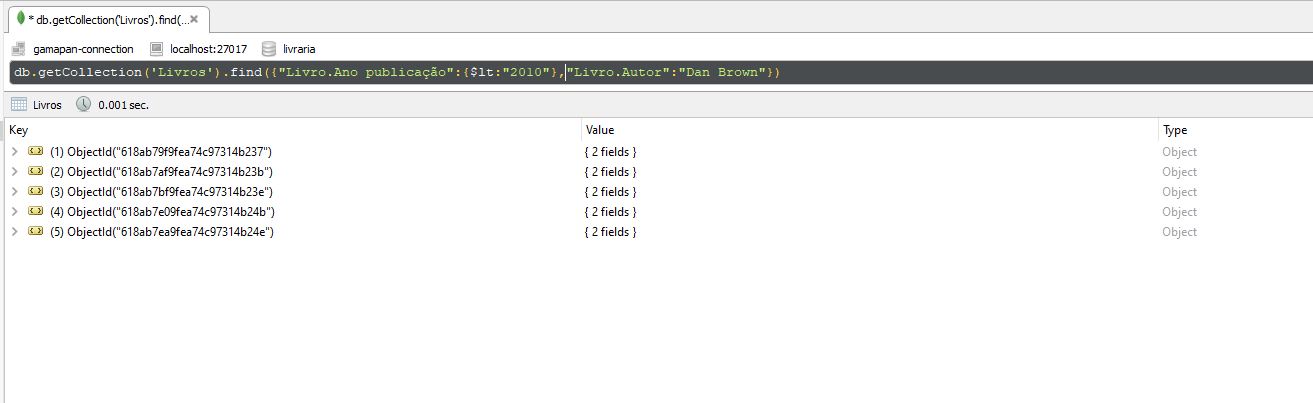 * db.getCollection('Livros').find(...
gamapan-connection localhost:27017 livraria
db.getCollection('Livros').find({"Livro.Ano publicação":{$lt:"2010"},"Livro.Autor":"Dan Brown"})
Livros 0.001 sec.
Key Value Type
(1) ObjectId("618ab79f9fea74c97314b237") { 2 fields } Object
(2) ObjectId("618ab7af9fea74c97314b23b") { 2 fields } Object
(3) ObjectId("618ab7bf9fea74c97314b23e") { 2 fields } Object
(4) ObjectId("618ab7e09fea74c97314b24b") { 2 fields } Object
(5) ObjectId("618ab7ea9fea74c97314b24e") { 2 fields } Object